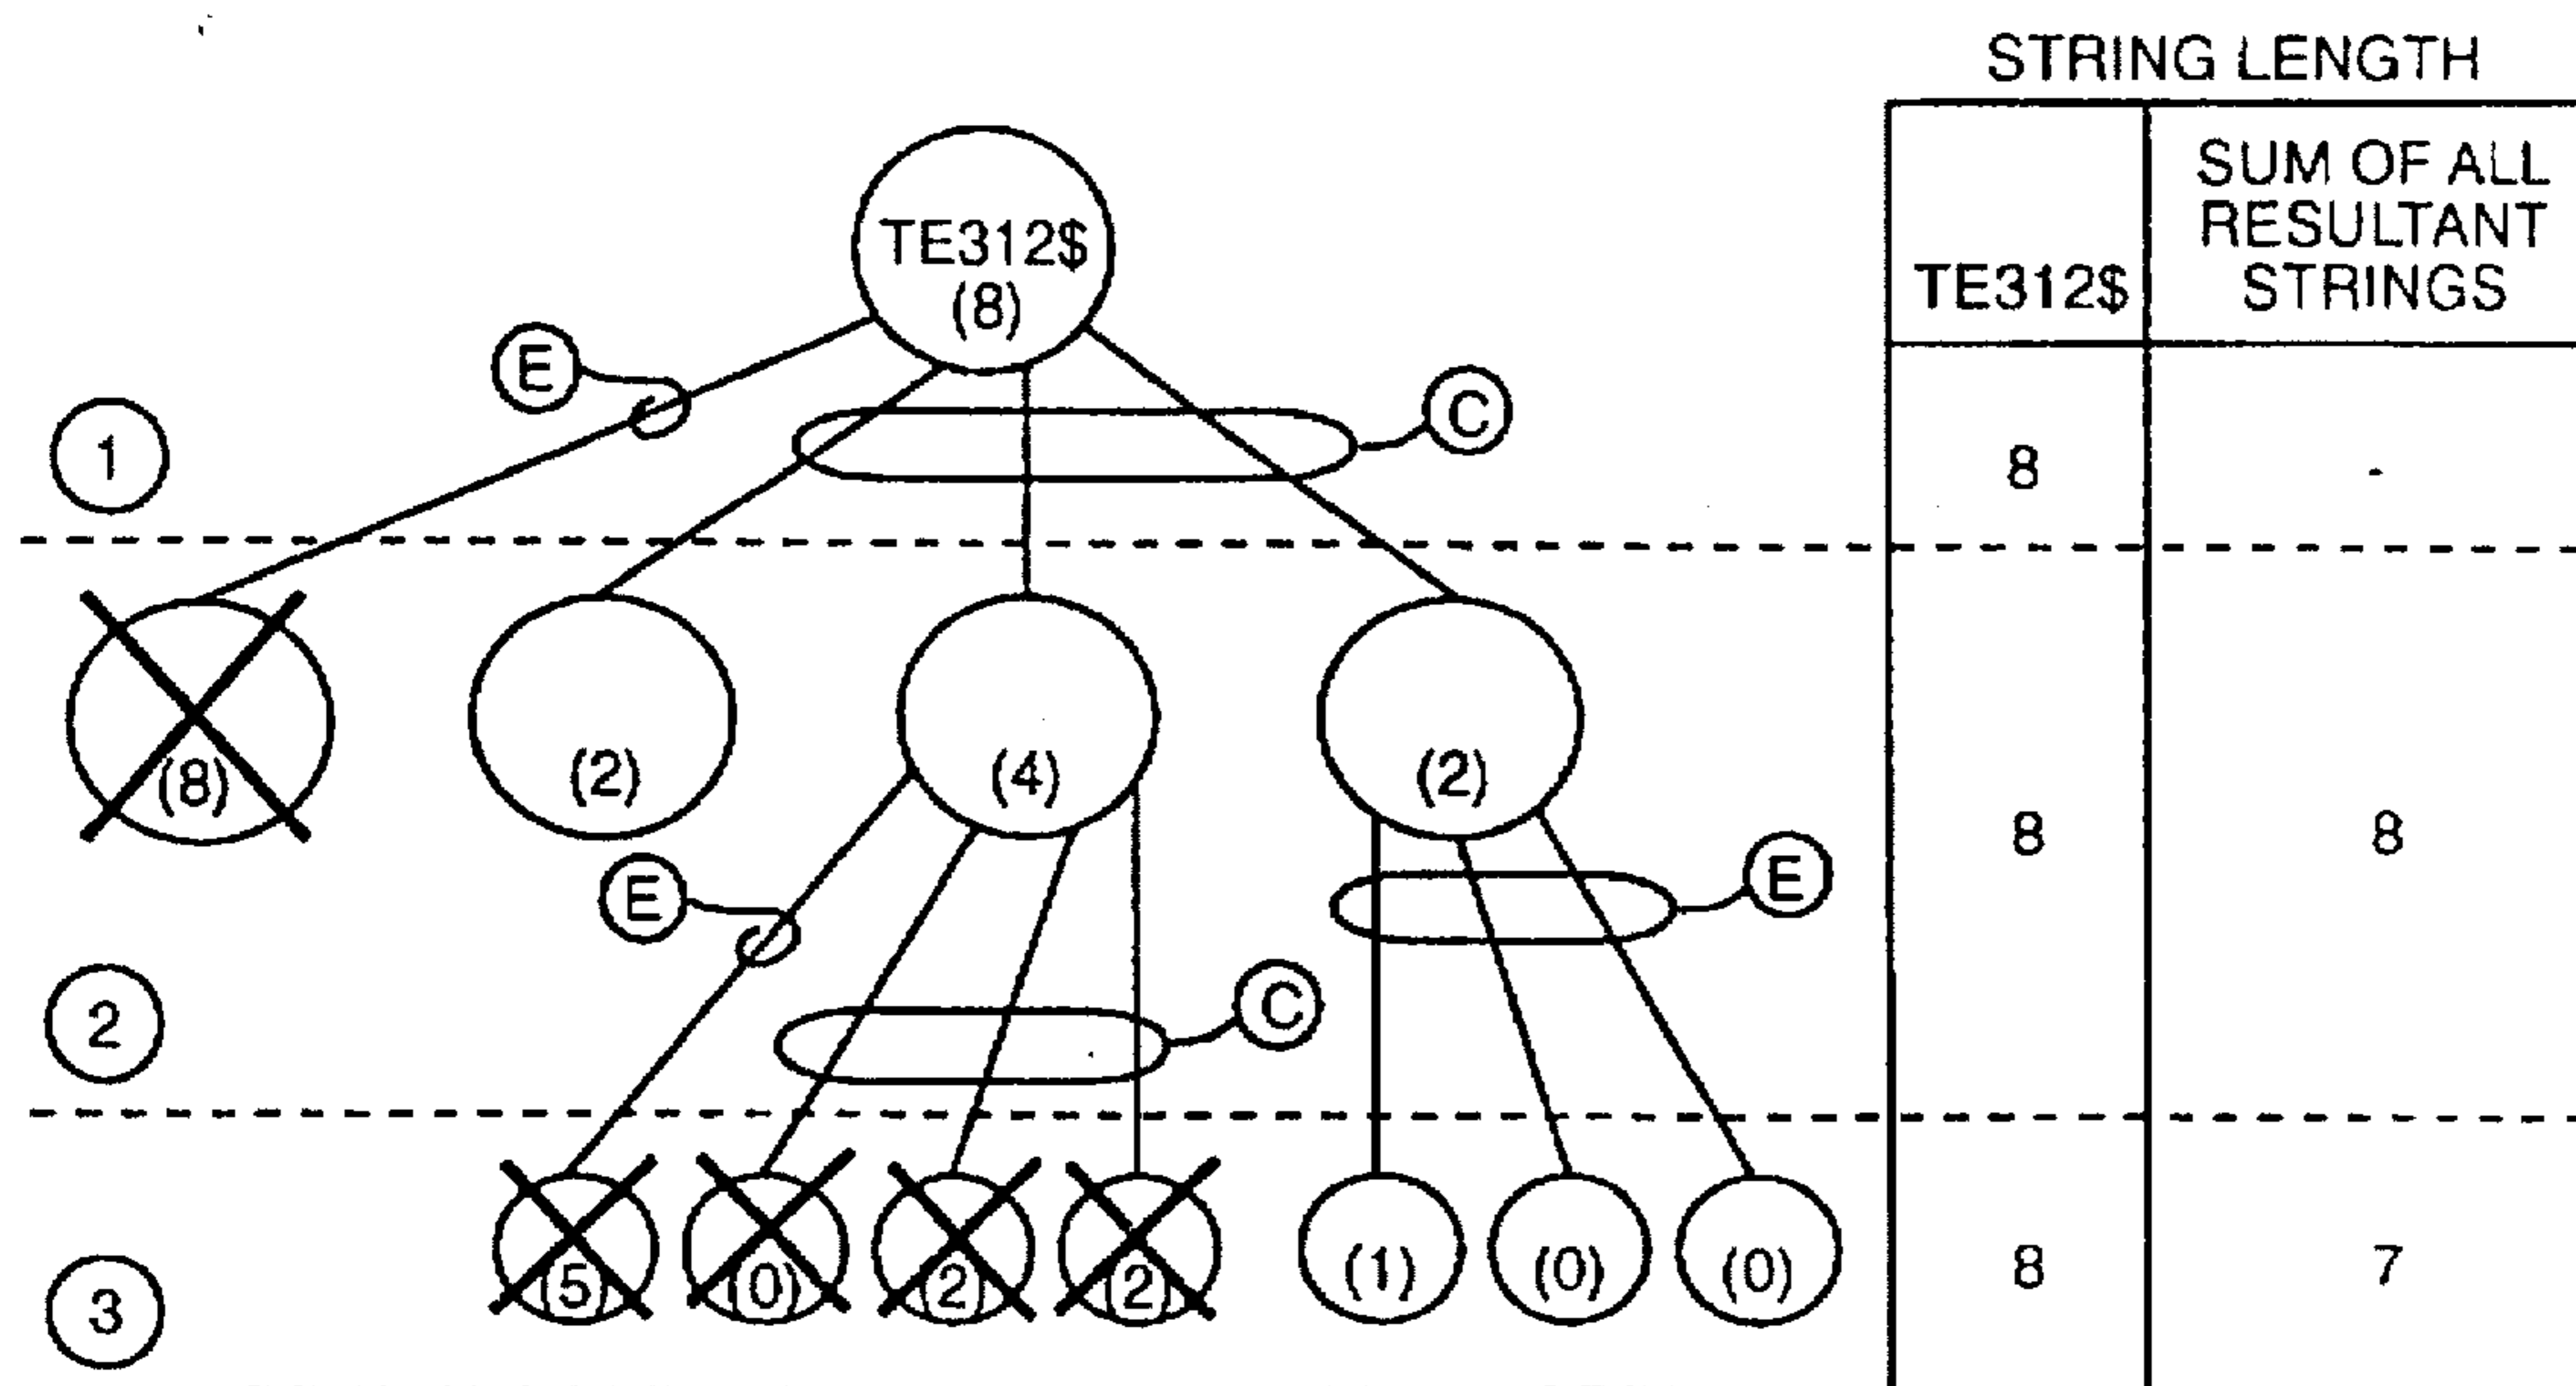 STRING LENGTH
TE312$
SUM OF ALL
RESULTANT
STRINGS
TE312$
(8)
E
C
1
8
-
(8)
(2)
(4)
(2)
8
8
E
E
C
2
(5)
(0)
(2)
(2)
(1)
(0)
(0)
8
7
3